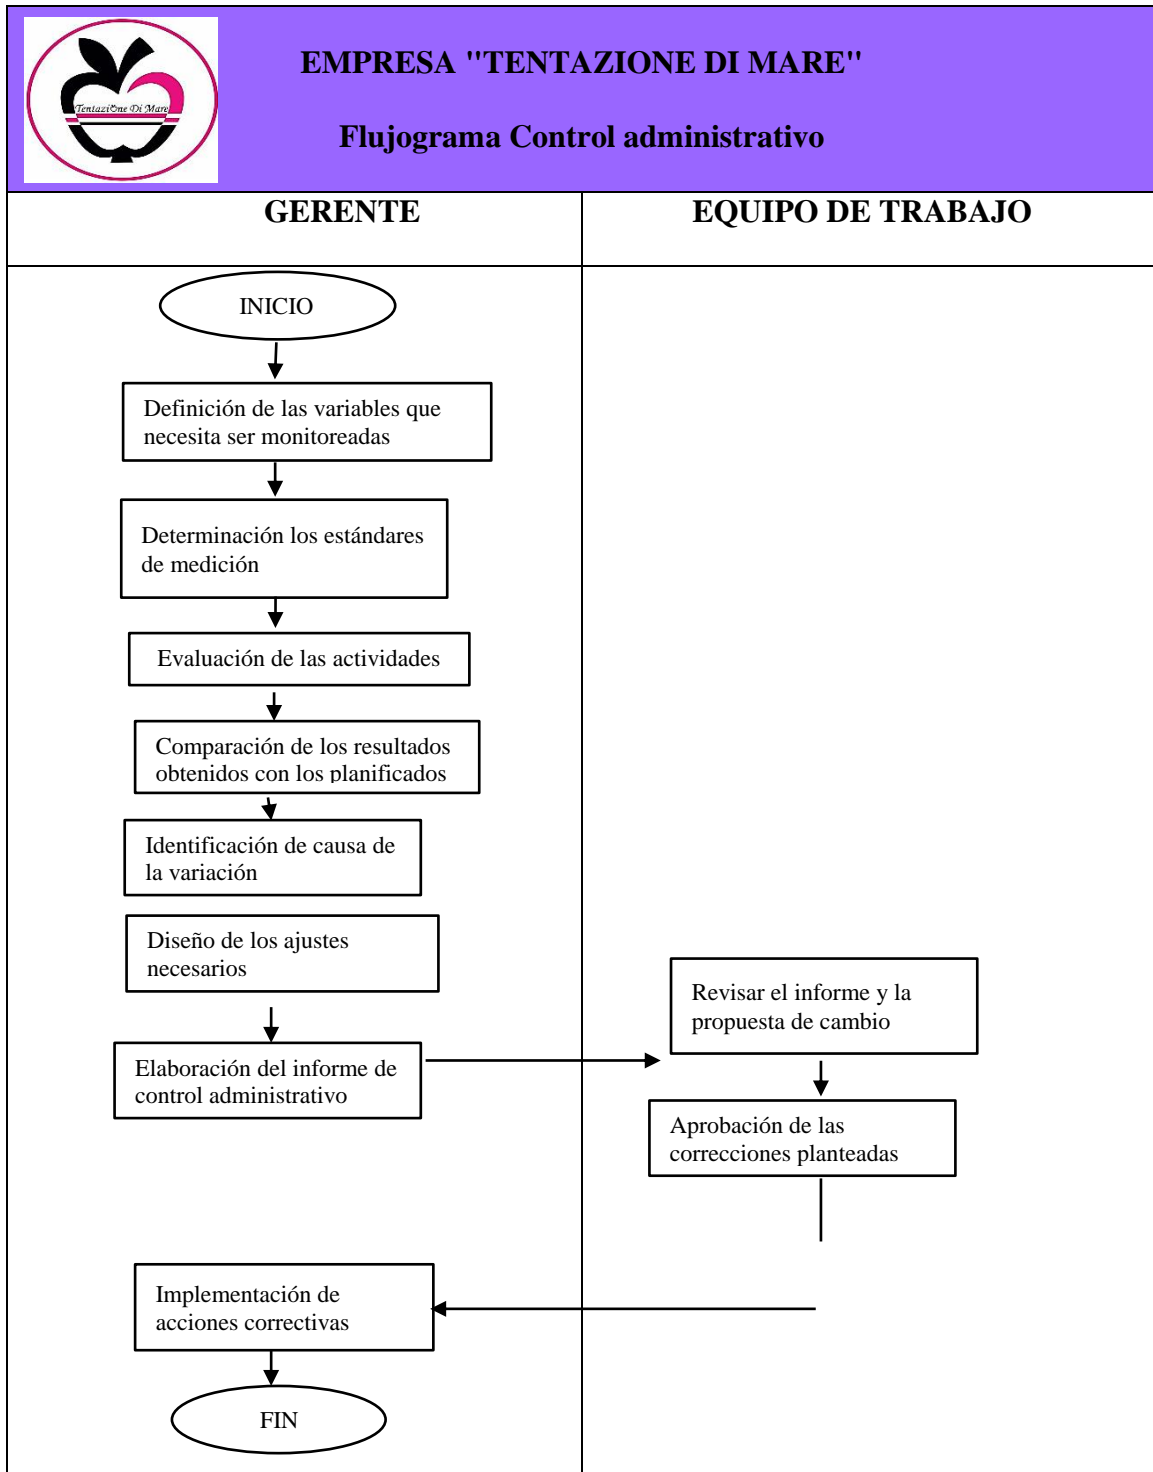 EMPRESA "TENTAZIONE DI MARE"
Flujograma Control administrativo
Tentaziône Di Mare
GERENTE
EQUIPO DE TRABAJO
INICIO
Definición de las variables que
necesita ser monitoreadas
Determinación los estándares
de medición
Evaluación de las actividades
Comparación de los resultados
obtenidos con los planificados
Identificación de causa de
la variación
Diseño de los ajustes
necesarios
Elaboración del informe de
control administrativo
Revisar el informe y la
propuesta de cambio
Aprobación de las
correcciones planteadas
Implementación de
acciones correctivas
FIN